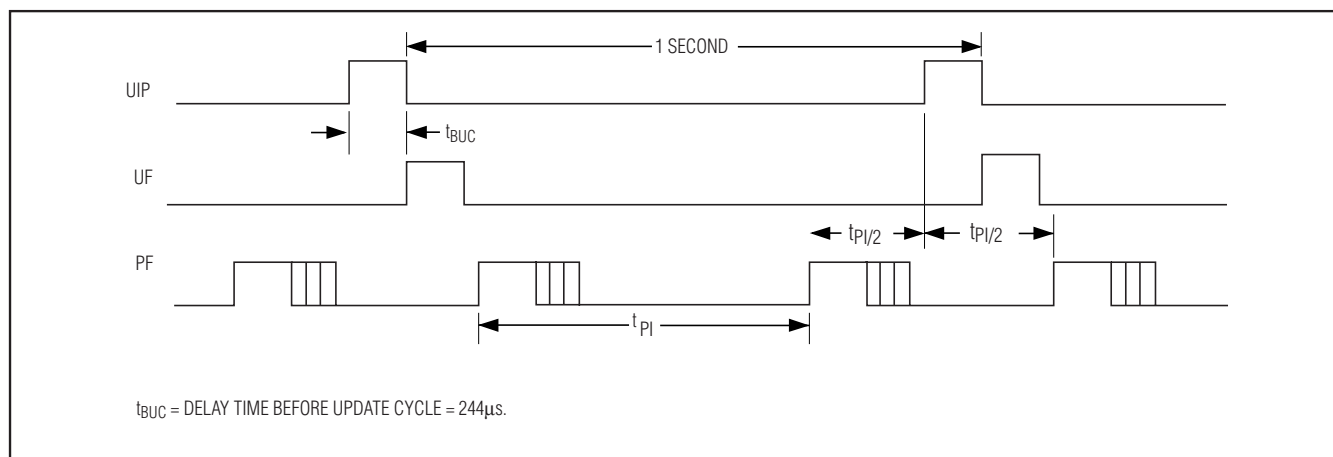 1 SECOND
UIP
tBUC
UF
tPI/2 tPI/2
PF
tPI
tBUC = DELAY TIME BEFORE UPDATE CYCLE = 244μs.